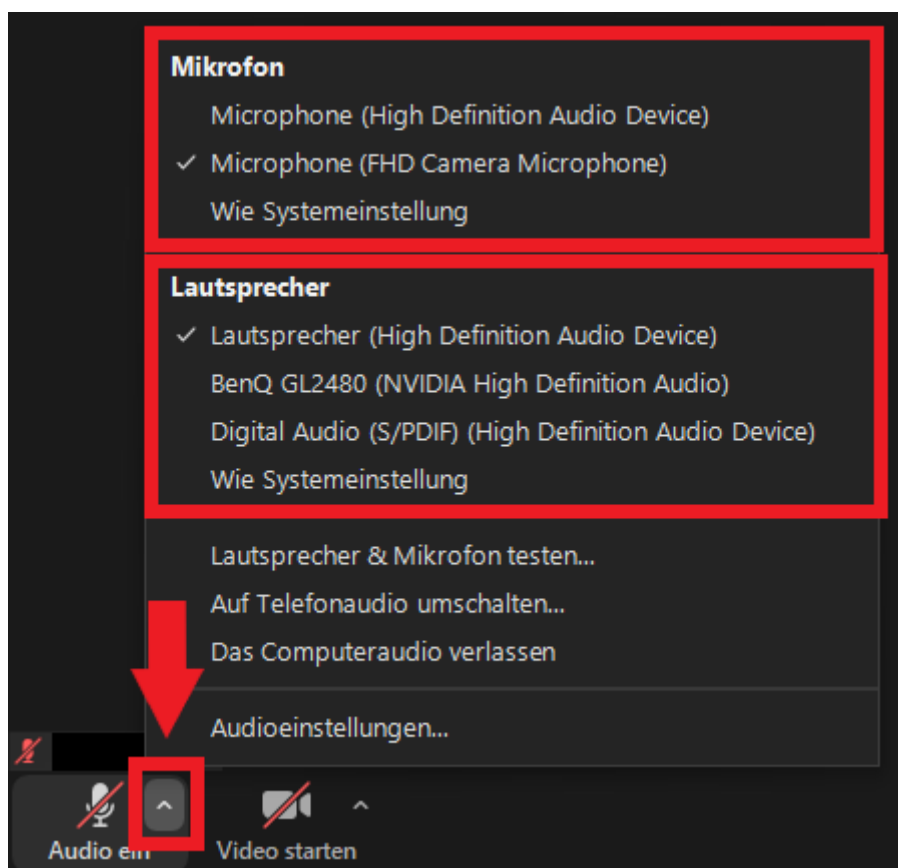 Mikrofon
Microphone (High Definition Audio Device)
Microphone (FHD Camera Microphone)
Wie Systemeinstellung
Lautsprecher
Lautsprecher (High Definition Audio Device)
BenQ GL2480 (NVIDIA High Definition Audio)
Digital Audio (S/PDIF) (High Definition Audio Device)
Wie Systemeinstellung
Lautsprecher & Mikrofon testen...
Auf Telefonaudio umschalten...
Das Computeraudio verlassen
Audioeinstellungen...
Audio ein
Video starten